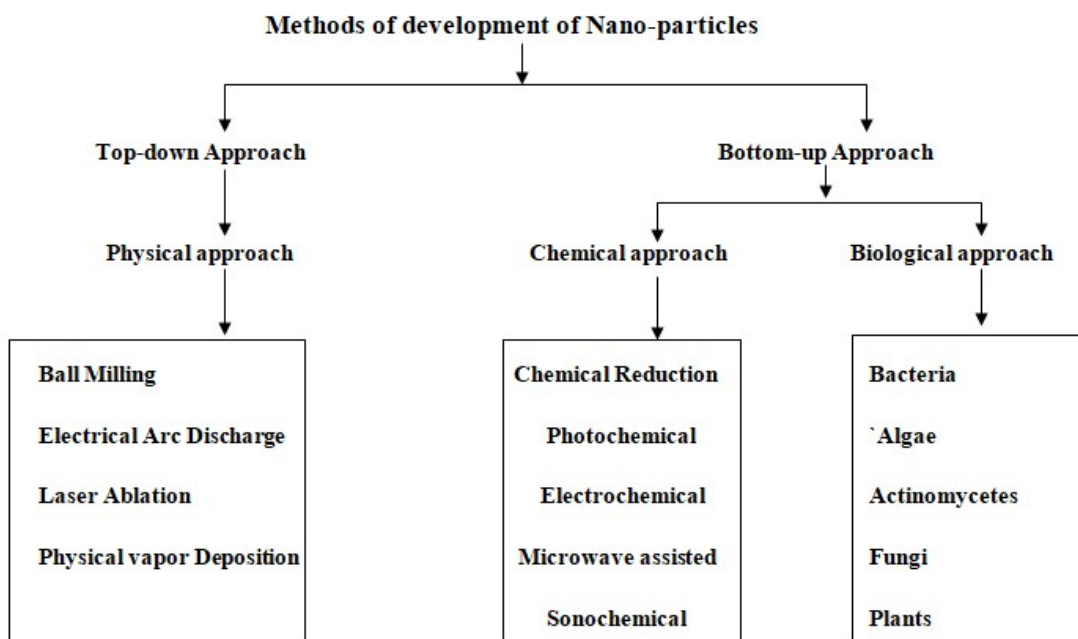 Methods of development of Nano-particles
Top-down Approach
Bottom-up Approach
Physical approach
Chemical approach
Biological approach
Ball Milling
Electrical Arc Discharge
Laser Ablation
Physical vapor Deposition
Chemical Reduction
Photochemical
Electrochemical
Microwave assisted
Sonochemical
Bacteria
`Algae
Actinomycetes
Fungi
Plants